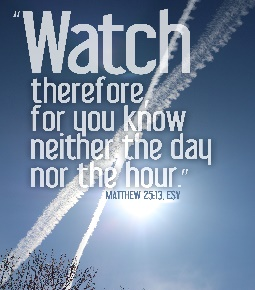 “Watch
therefore,
for you know
neither the day
nor the hour.”
MATTHEW 25:13, ESV